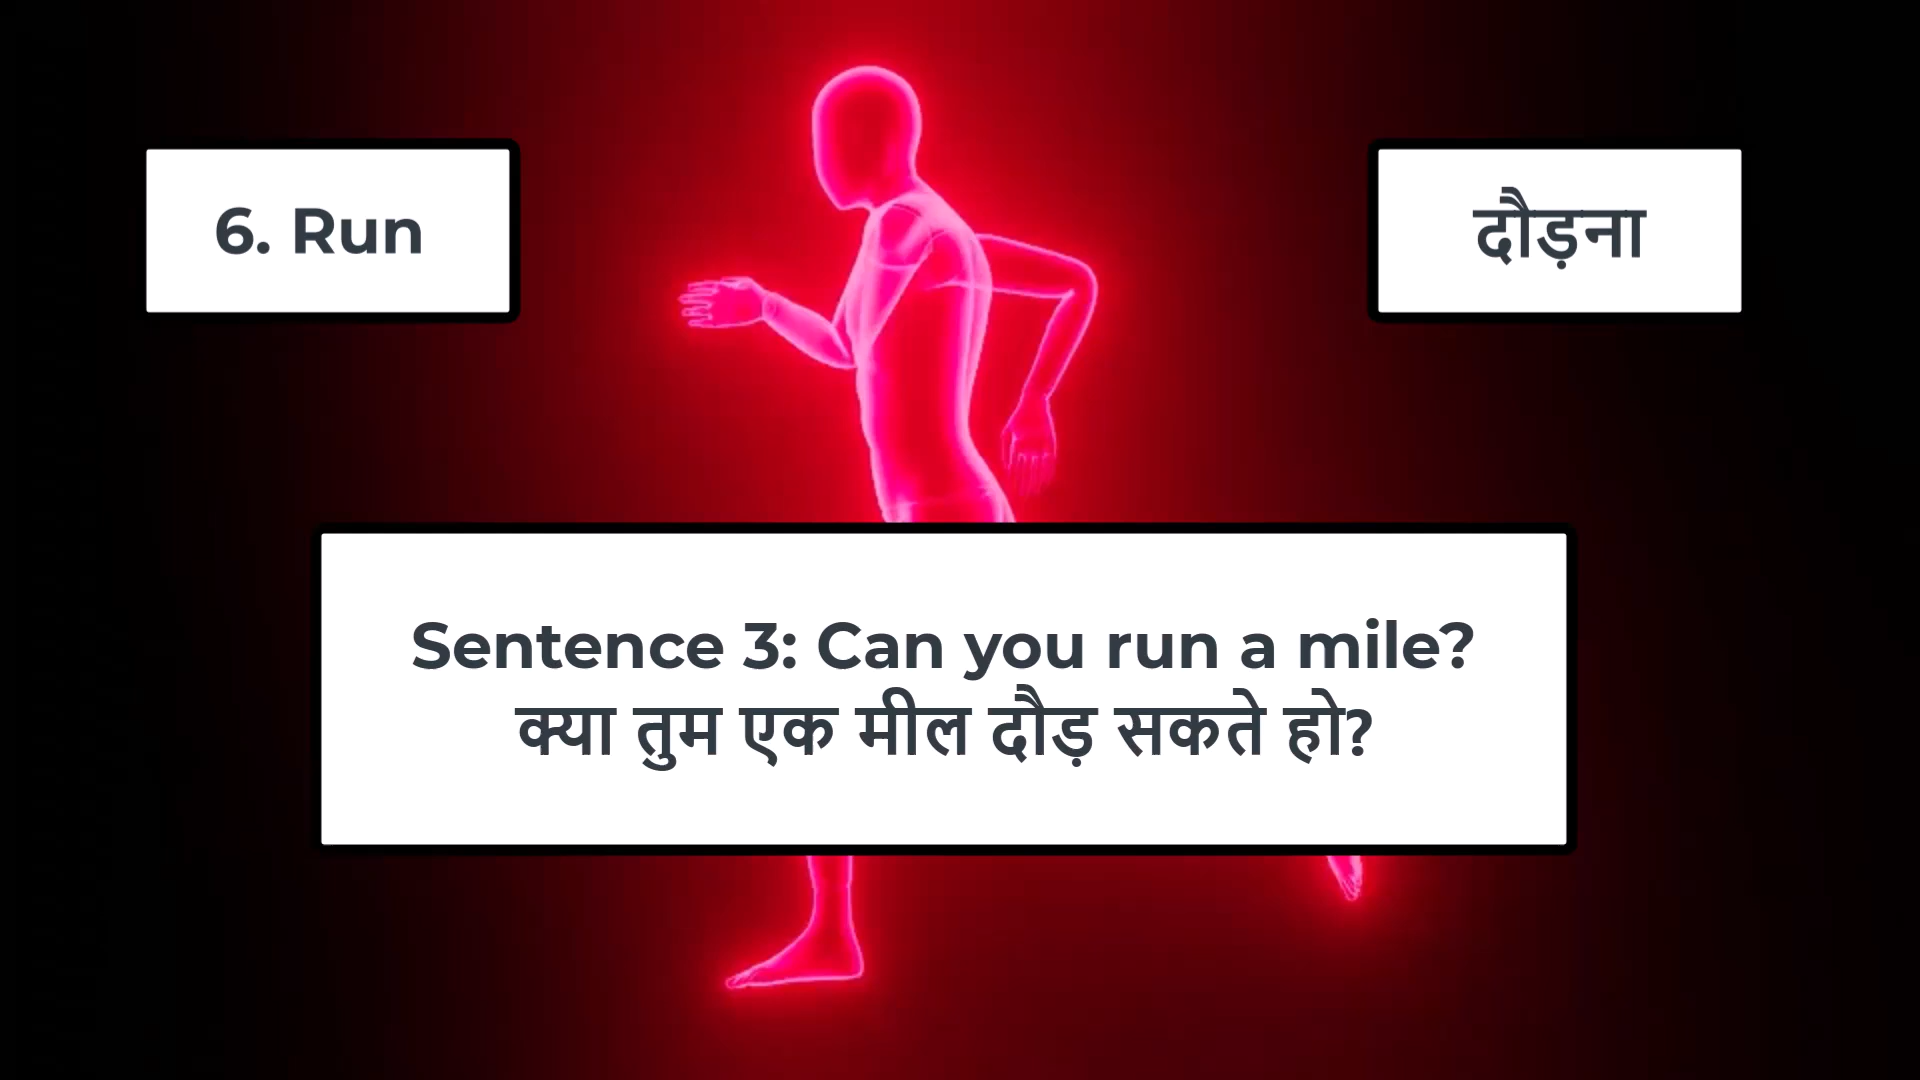 6. Run
दौड़ना
Sentence 3: Can you run a mile?
क्या तुम एक मील दौड़ सकते हो?